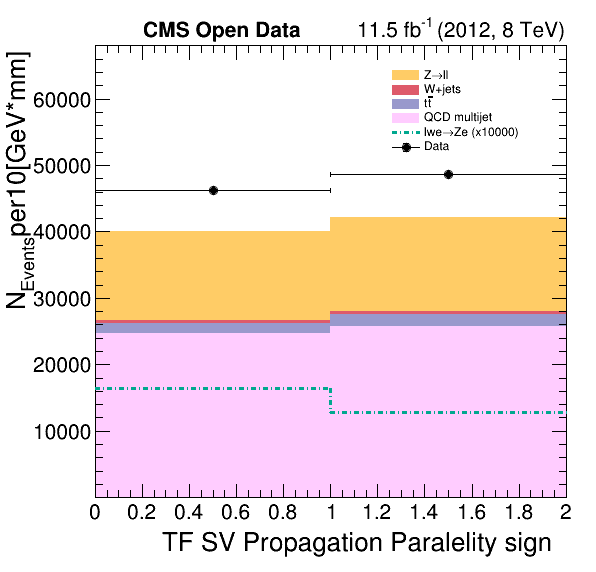 CMS Open Data 11.5 fb⁻¹ (2012, 8 TeV)
N_Events per10[GeV*mm]
60000
50000
40000
30000
20000
10000
Z→ll
W+jets
tt̄
QCD multijet
lwe→Ze (x10000)
Data
0 0.2 0.4 0.6 0.8 1 1.2 1.4 1.6 1.8 2
TF SV Propagation Paralelity sign